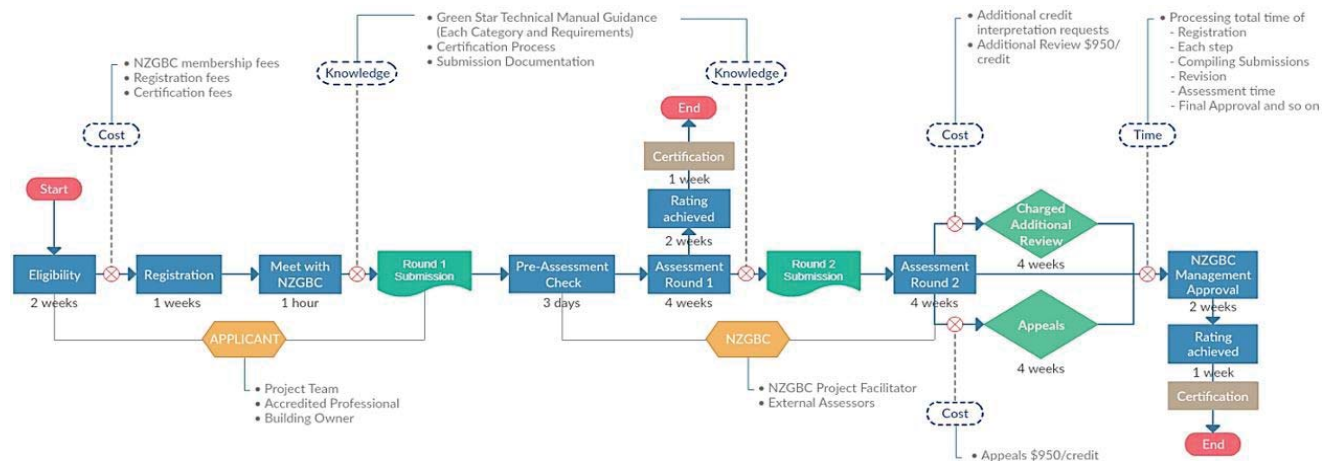 • Green Star Technical Manual Guidance
(Each Category and Requirements)
• Certification Process
• Submission Documentation
• Additional credit
interpretation requests
• Additional Review $950/
credit
• Processing total time of
- Registration
- Each step
- Compiling Submissions
- Revision
- Assessment time
- Final Approval and so on
• NZGBC membership fees
• Registration fees
• Certification fees
Knowledge
Knowledge
Cost
Cost
Time
End
Certification
1 week
Rating
achieved
2 weeks
Start
Charged
Additional
Review
4 weeks
Eligibility
2 weeks
Registration
1 weeks
Meet with
NZGBC
1 hour
Round 1
Submission
Pre-Assessment
Check
3 days
Assessment
Round 1
4 weeks
Round 2
Submission
Assessment
Round 2
4 weeks
NZGBC
Management
Approval
2 weeks
APPLICANT
NZGBC
Appeals
4 weeks
Rating
achieved
1 week
Certification
End
• Project Team
• Accredited Professional
• Building Owner
• NZGBC Project Facilitator
• External Assessors
Cost
• Appeals $950/credit